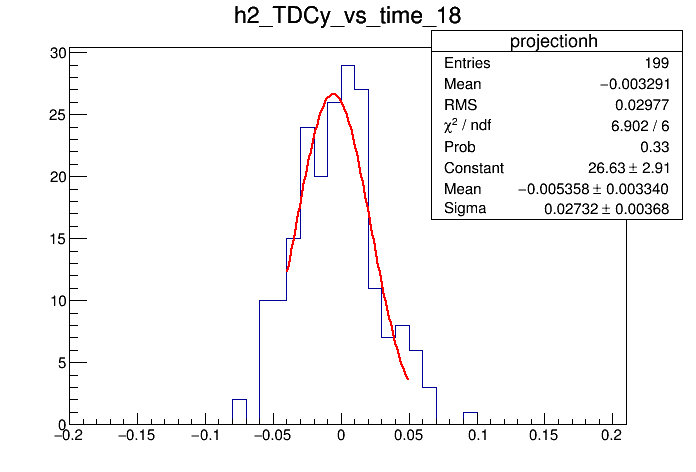 h2_TDCy_vs_time_18
projectionh
Entries 199
Mean −0.003291
RMS 0.02977
χ² / ndf 6.902 / 6
Prob 0.33
Constant 26.63 ± 2.91
Mean −0.005358 ± 0.003340
Sigma 0.02732 ± 0.00368
30
25
20
15
10
5
0
−0.2 −0.15 −0.1 −0.05 0 0.05 0.1 0.15 0.2